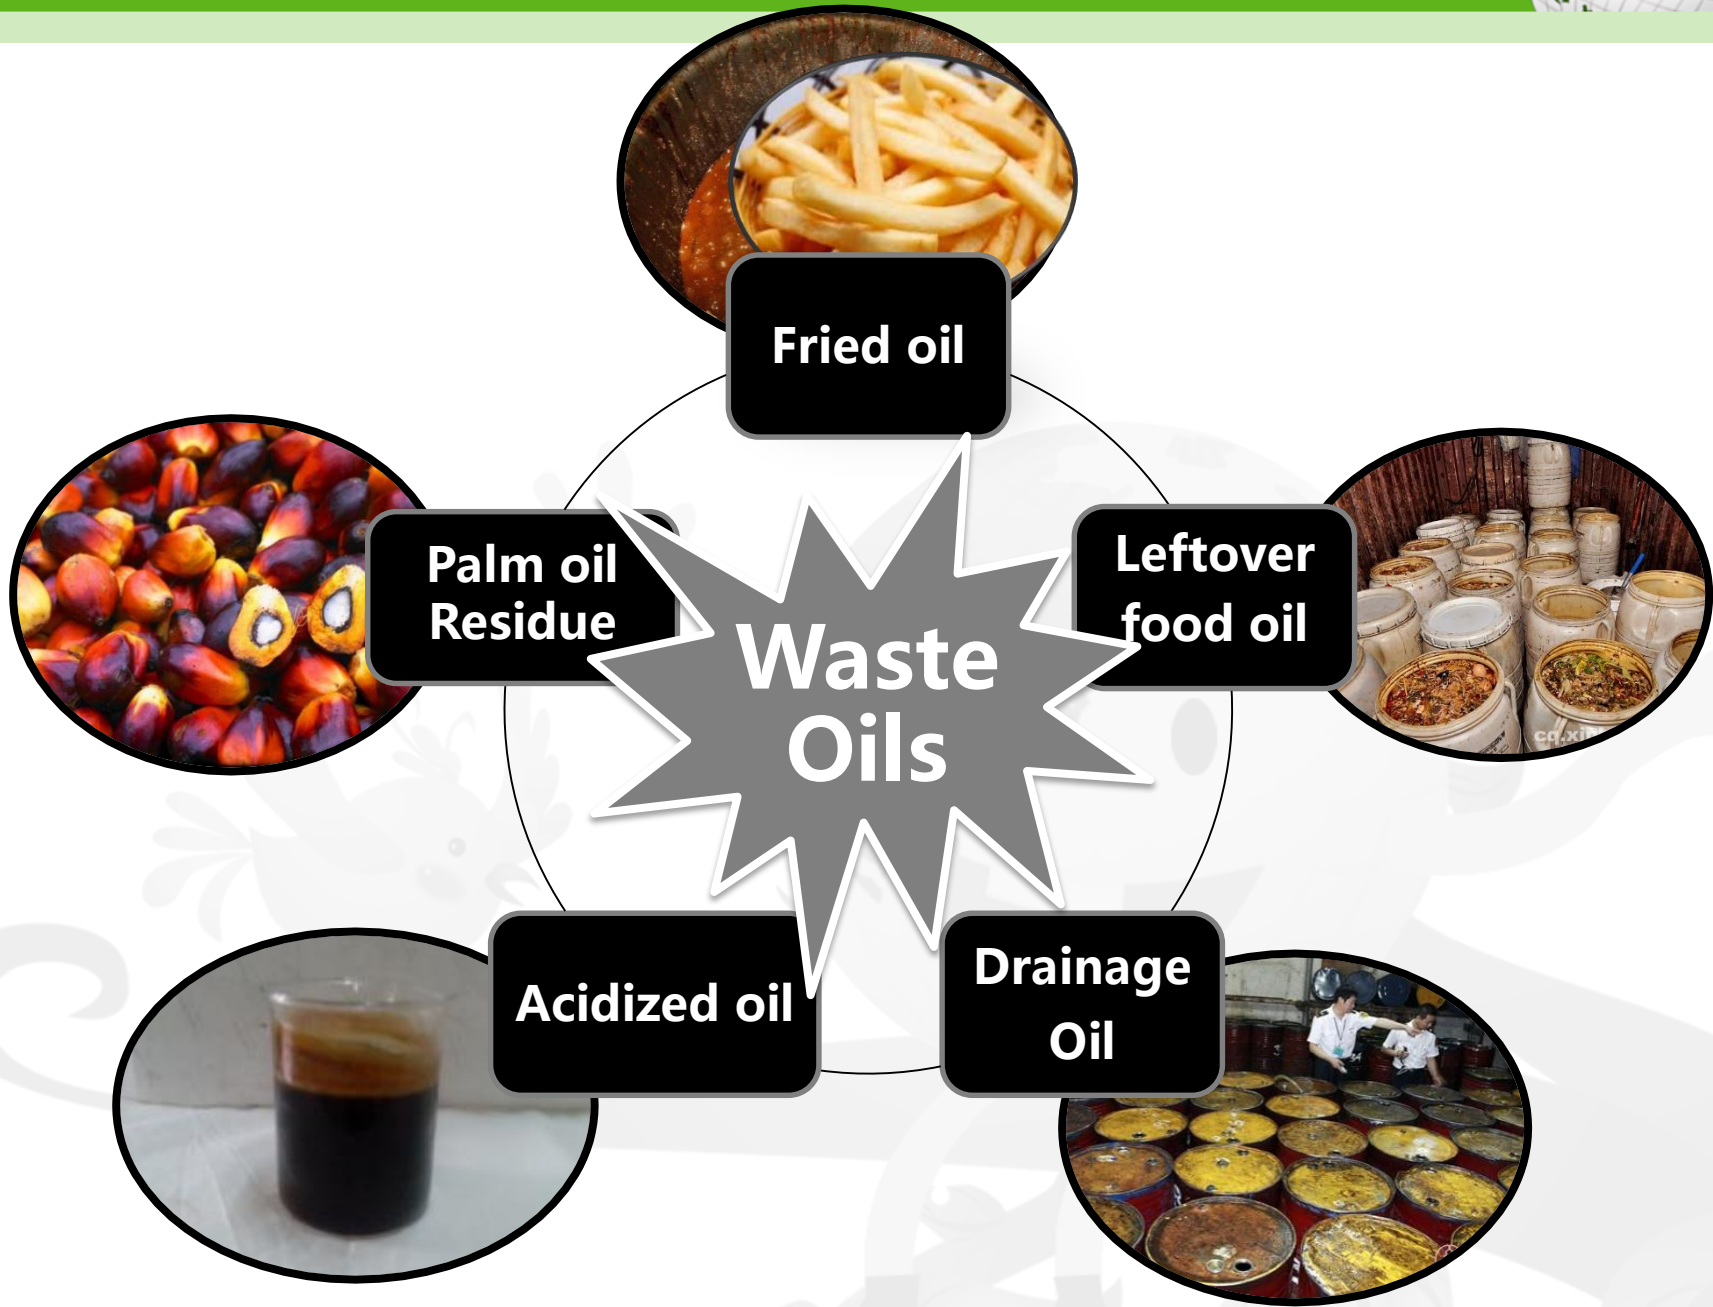 Fried oil
Palm oil
Residue
Leftover
food oil
Waste
Oils
Acidized oil
Drainage
Oil